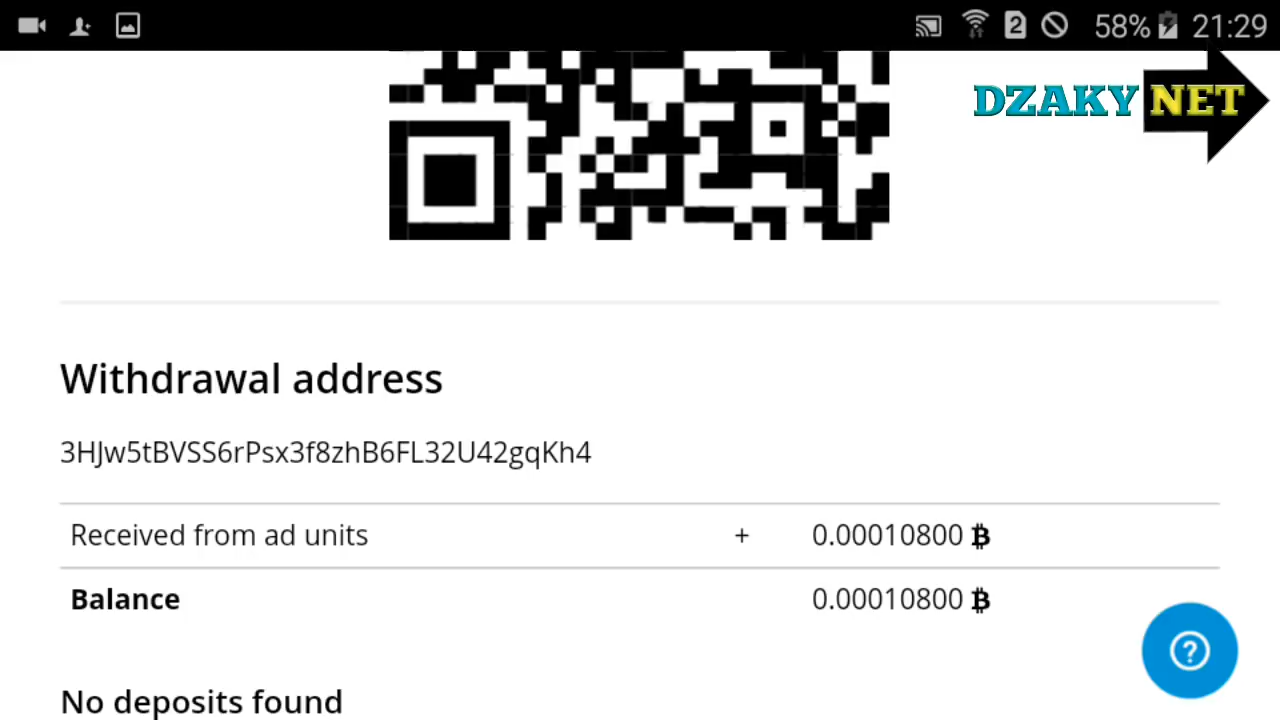 2 58% 21:29
DZAKY NET
Withdrawal address
3HJw5tBVSS6rPsx3f8zhB6FL32U42gqKh4
Received from ad units + 0.00010800 ₿
Balance 0.00010800 ₿
?
No deposits found